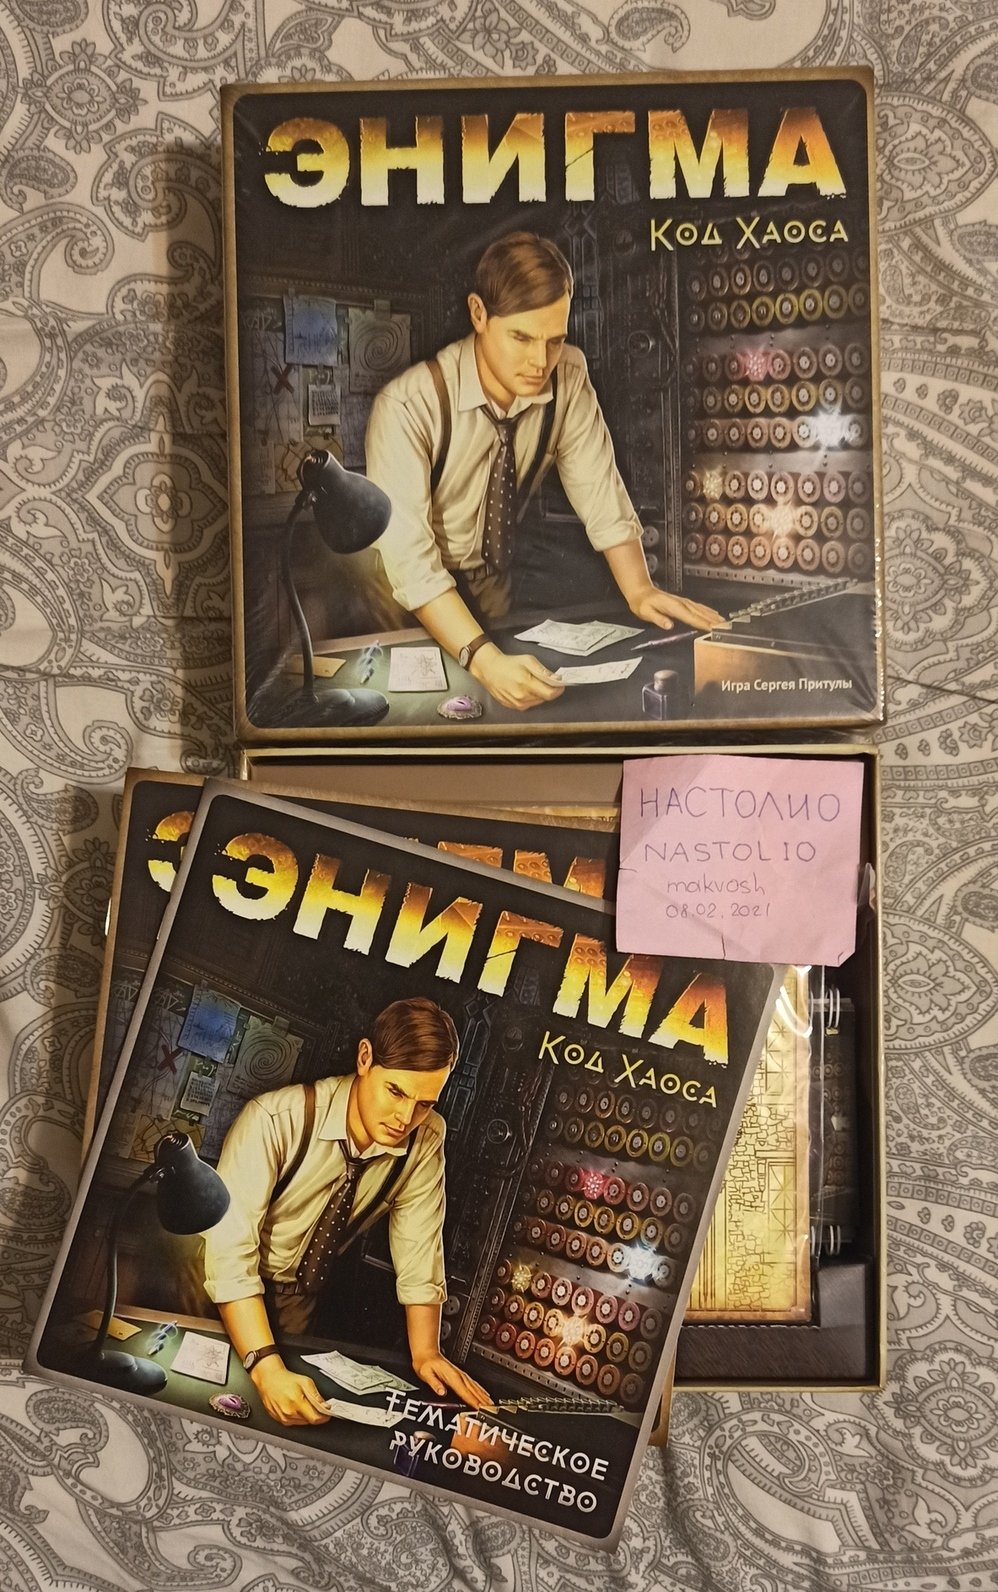 ЭНИГМА
Код Хаоса
Игра Сергея Притулы
НАСТОЛИО
NASTOLIO
makvosh
08.02.2021
ЭНИГМА
Код Хаоса
Тематическое
руководство